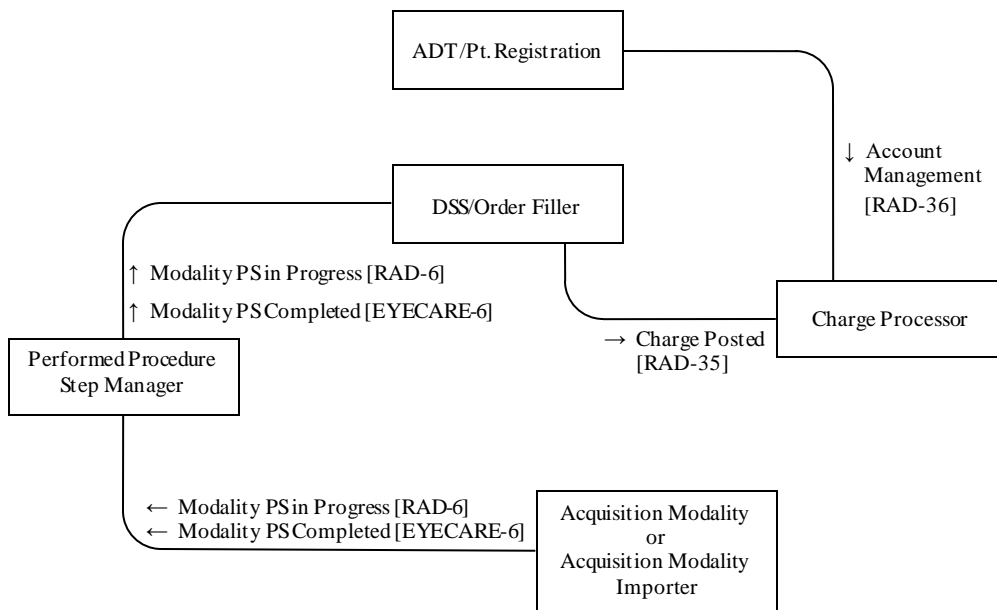 ADT/Pt. Registration
↓ Account
Management
[RAD-36]
DSS/Order Filler
↑ Modality PS in Progress [RAD-6]
↑ Modality PS Completed [EYECARE-6]
Charge Processor
→ Charge Posted
[RAD-35]
Performed Procedure
Step Manager
← Modality PS in Progress [RAD-6]
← Modality PS Completed [EYECARE-6]
Acquisition Modality
or
Acquisition Modality
Importer